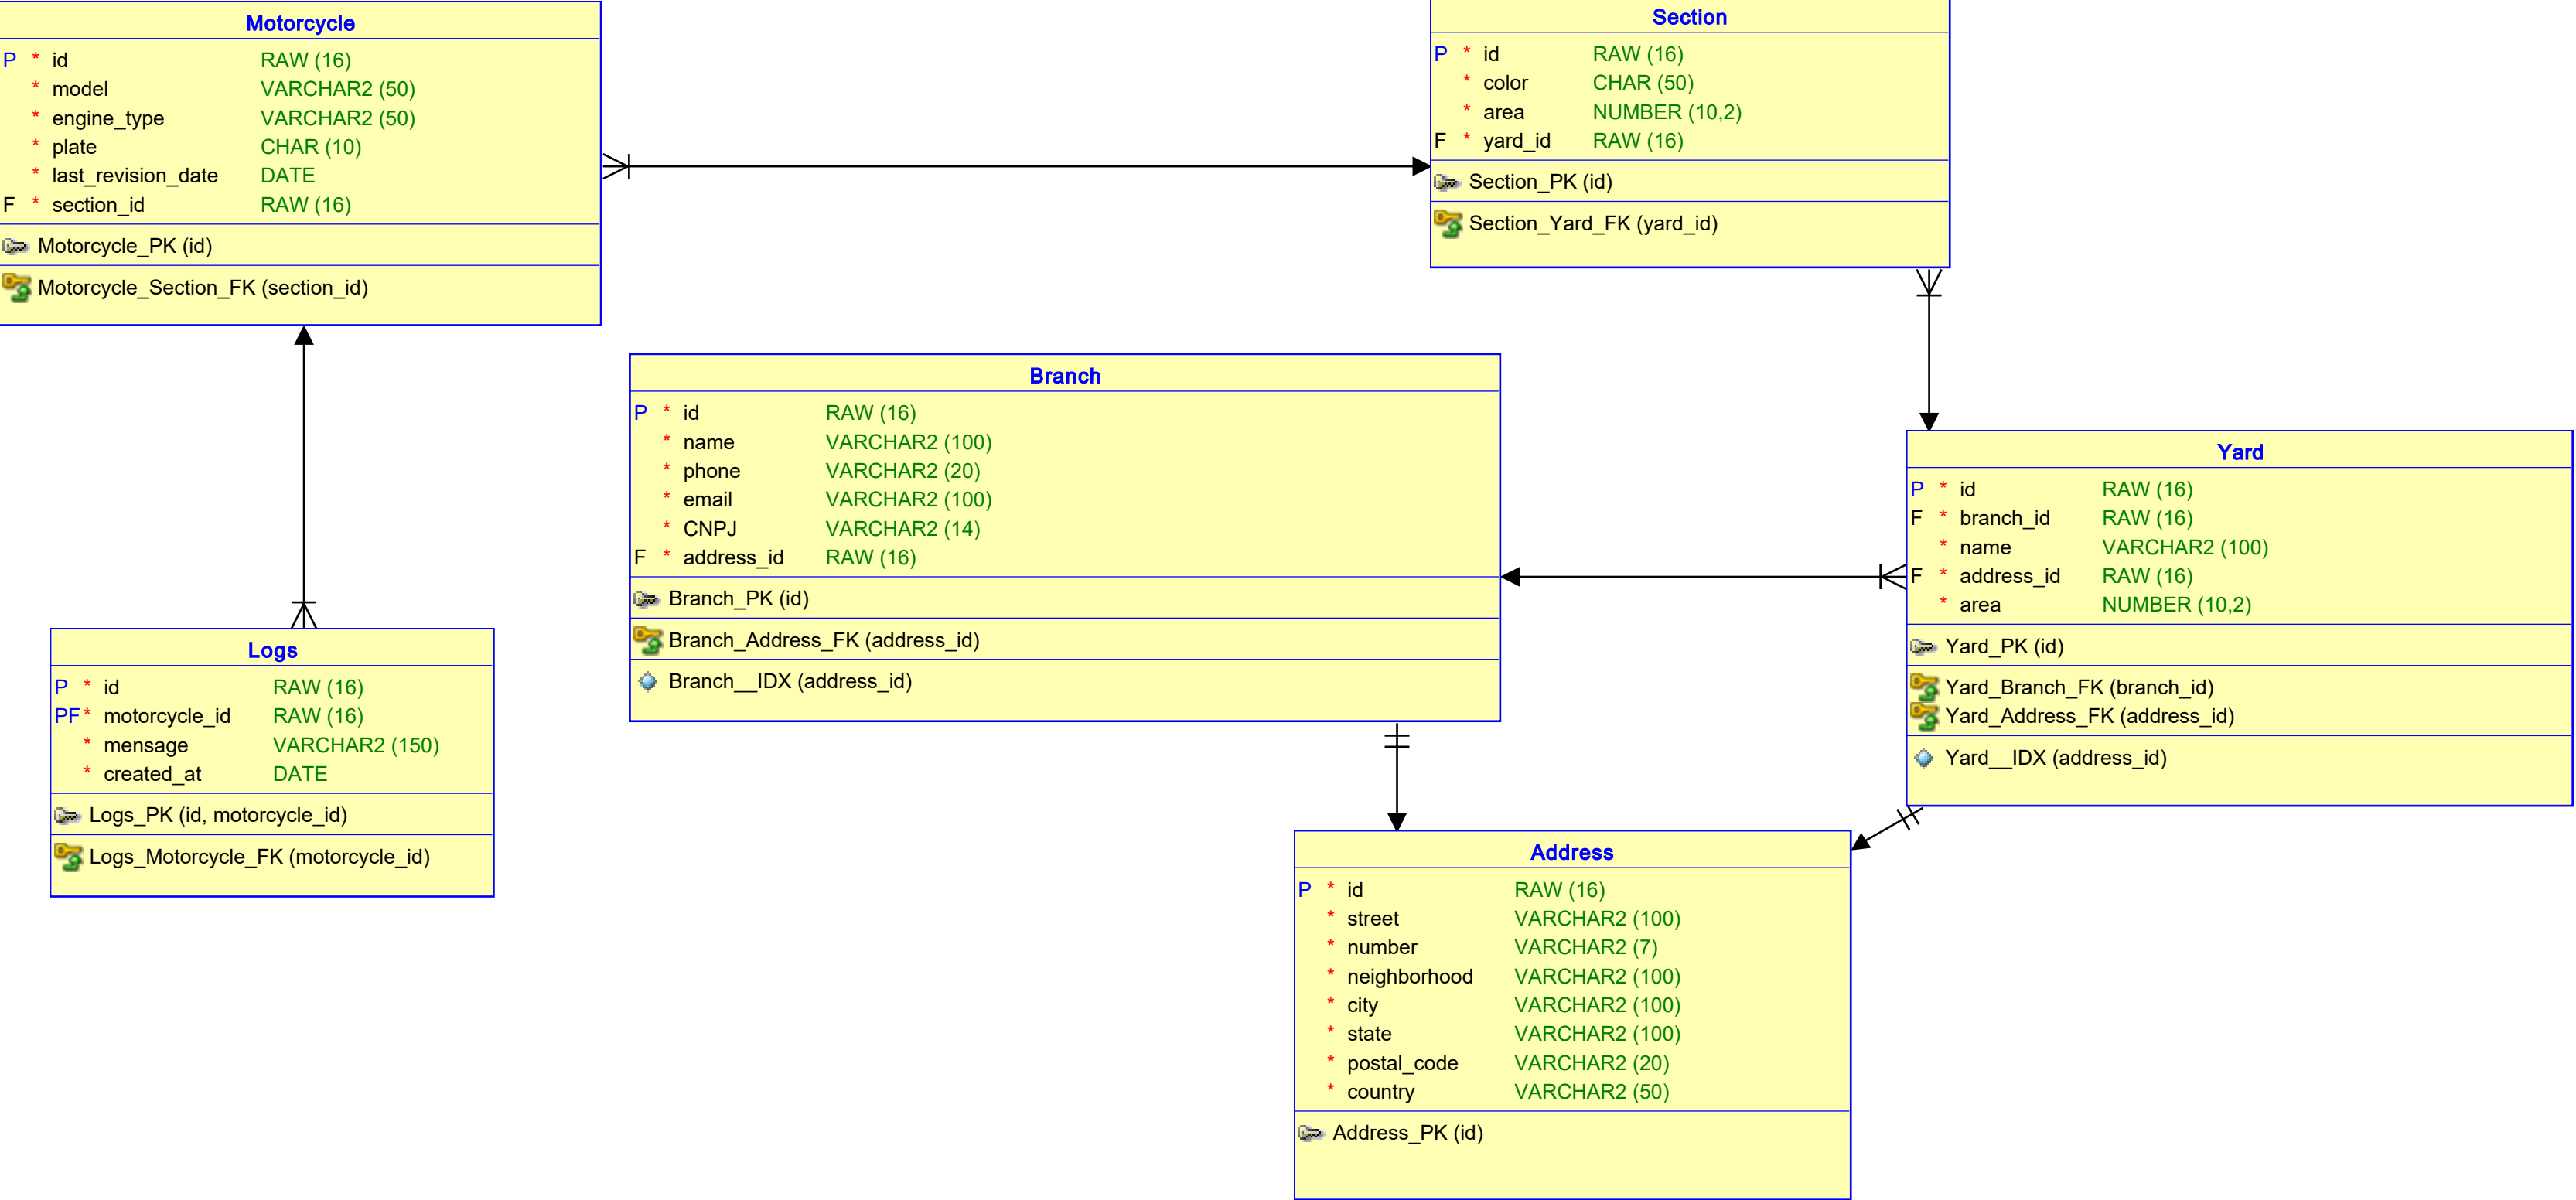 Motorcycle
P * id RAW (16)
* model VARCHAR2 (50)
* engine_type VARCHAR2 (50)
* plate CHAR (10)
* last_revision_date DATE
F * section_id RAW (16)
Motorcycle_PK (id)
Motorcycle_Section_FK (section_id)
Section
P * id RAW (16)
* color CHAR (50)
* area NUMBER (10,2)
F * yard_id RAW (16)
Section_PK (id)
Section_Yard_FK (yard_id)
Branch
P * id RAW (16)
* name VARCHAR2 (100)
* phone VARCHAR2 (20)
* email VARCHAR2 (100)
* CNPJ VARCHAR2 (14)
F * address_id RAW (16)
Branch_PK (id)
Branch_Address_FK (address_id)
Branch__IDX (address_id)
Yard
P * id RAW (16)
F * branch_id RAW (16)
* name VARCHAR2 (100)
F * address_id RAW (16)
* area NUMBER (10,2)
Yard_PK (id)
Yard_Branch_FK (branch_id)
Yard_Address_FK (address_id)
Yard__IDX (address_id)
Logs
P * id RAW (16)
PF * motorcycle_id RAW (16)
* mensage VARCHAR2 (150)
* created_at DATE
Logs_PK (id, motorcycle_id)
Logs_Motorcycle_FK (motorcycle_id)
Address
P * id RAW (16)
* street VARCHAR2 (100)
* number VARCHAR2 (7)
* neighborhood VARCHAR2 (100)
* city VARCHAR2 (100)
* state VARCHAR2 (100)
* postal_code VARCHAR2 (20)
* country VARCHAR2 (50)
Address_PK (id)